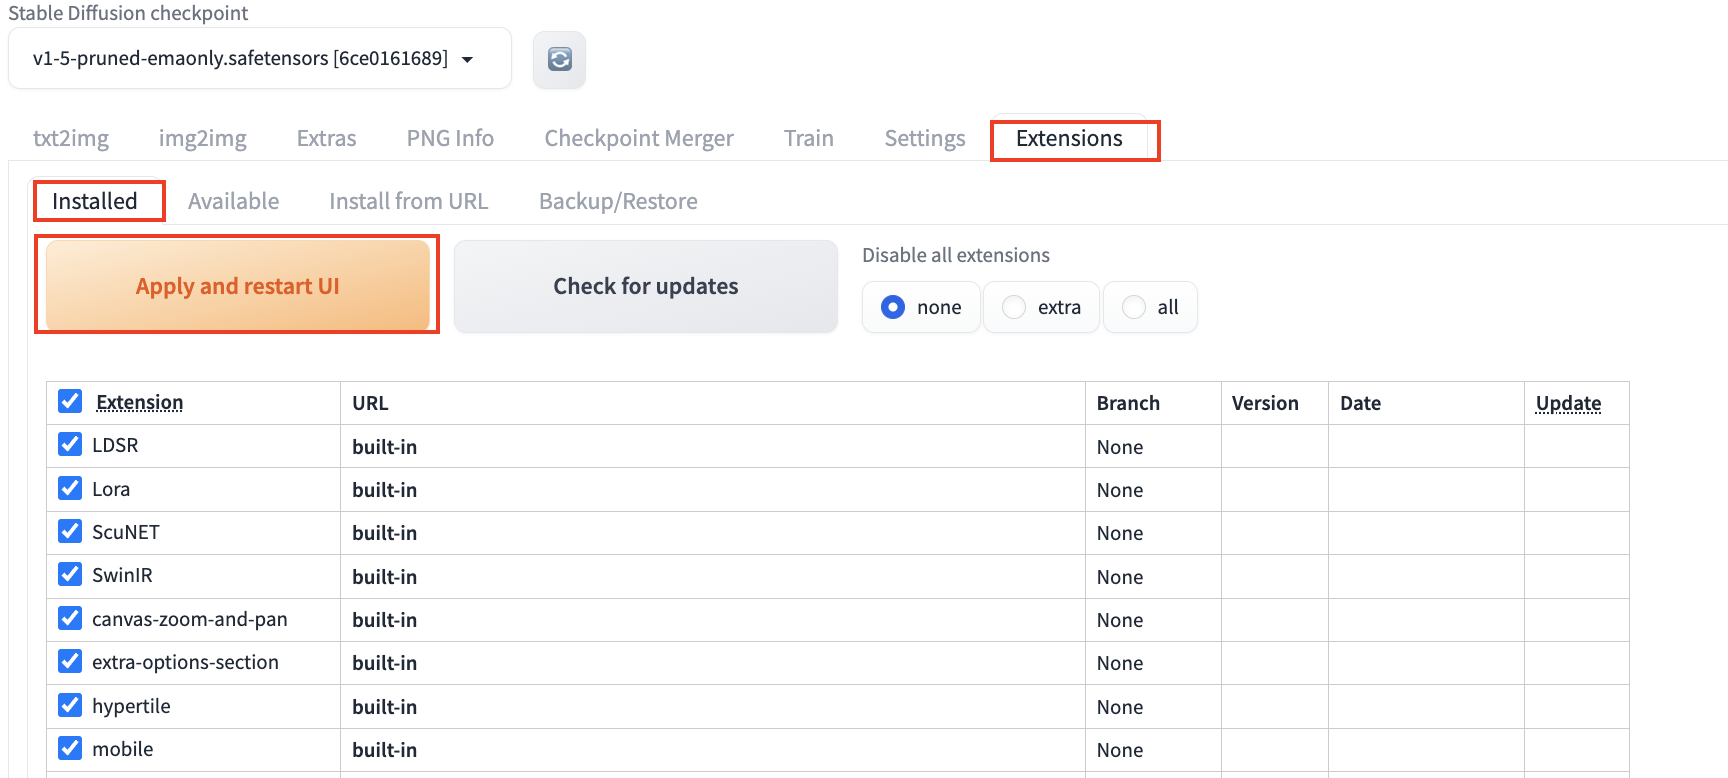 Stable Diffusion checkpoint
v1-5-pruned-emaonly.safetensors [6ce0161689]
txt2img img2img Extras PNG Info Checkpoint Merger Train Settings Extensions
Installed Available Install from URL Backup/Restore
Apply and restart UI Check for updates
Disable all extensions
none extra all
Extension URL Branch Version Date Update
LDSR built-in None
Lora built-in None
ScuNET built-in None
SwinIR built-in None
canvas-zoom-and-pan built-in None
extra-options-section built-in None
hypertile built-in None
mobile built-in None